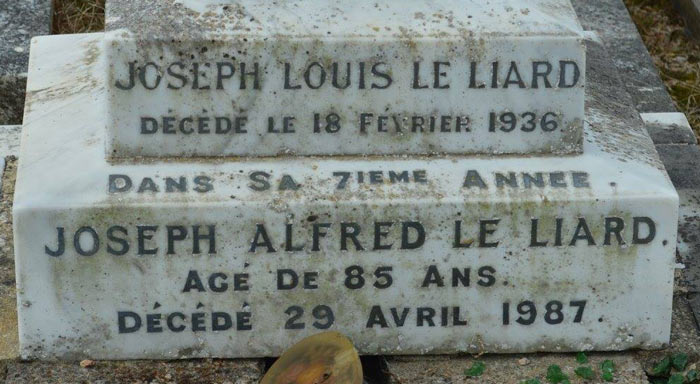 JOSEPH LOUIS LE LIARD
DÉCÉDÉ LE 18 FÉVRIER 1936.
DANS SA 71EME ANNEE.
JOSEPH ALFRED LE LIARD.
AGÉ DE 85 ANS.
DÉCÉDÉ 29 AVRIL 1987.